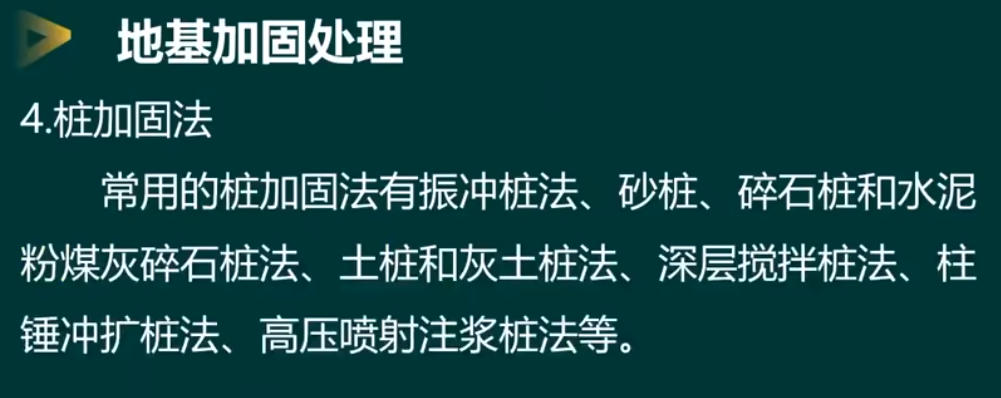 地基加固处理
4.桩加固法
常用的桩加固法有振冲桩法、砂桩、碎石桩和水泥
粉煤灰碎石桩法、土桩和灰土桩法、深层搅拌桩法、柱
锤冲扩桩法、高压喷射注浆桩法等。